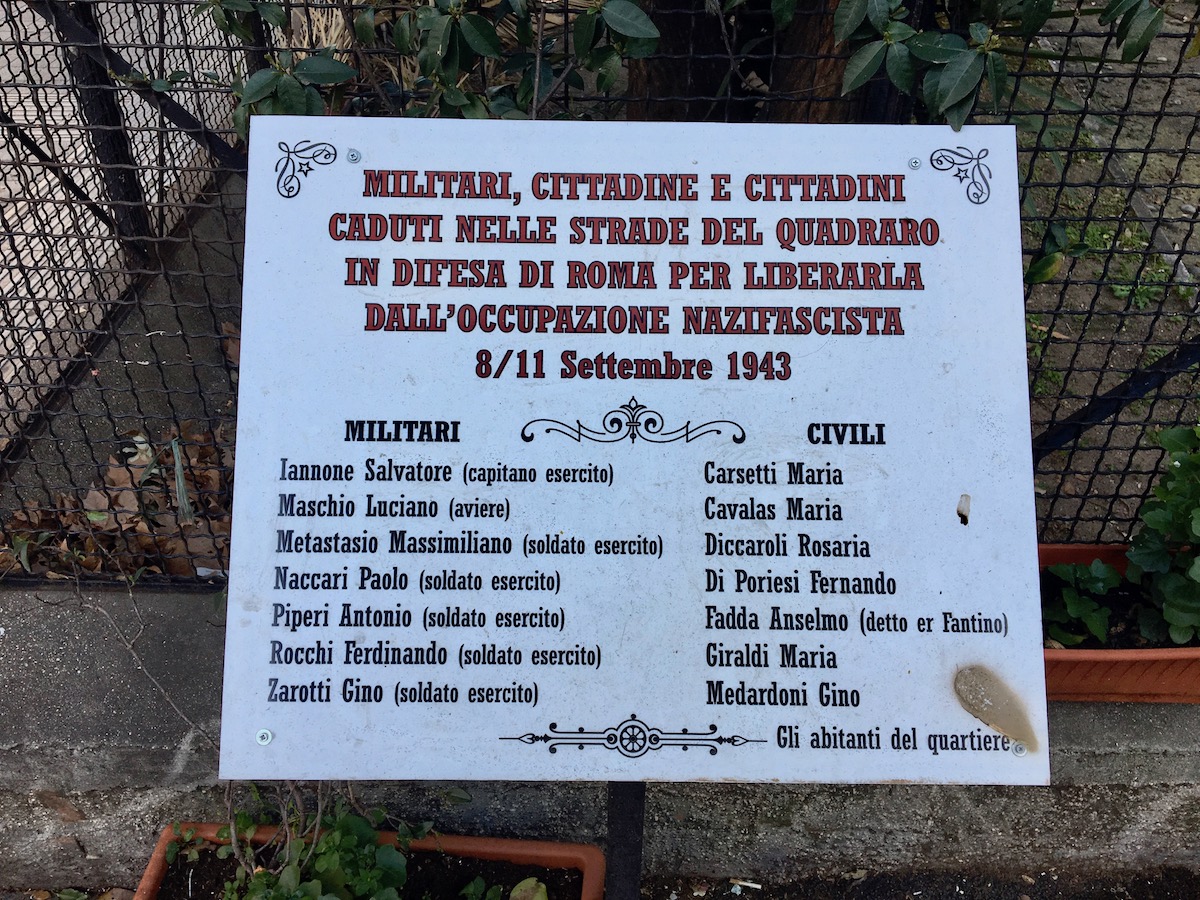 MILITARI, CITTADINE E CITTADINI
CADUTI NELLE STRADE DEL QUADRARO
IN DIFESA DI ROMA PER LIBERARLA
DALL'OCCUPAZIONE NAZIFASCISTA
8/11 Settembre 1943
MILITARI
Iannone Salvatore (capitano esercito)
Maschio Luciano (aviere)
Metastasio Massimiliano (soldato esercito)
Naccari Paolo (soldato esercito)
Piperi Antonio (soldato esercito)
Rocchi Ferdinando (soldato esercito)
Zarotti Gino (soldato esercito)
CIVILI
Carsetti Maria
Cavalas Maria
Diccaroli Rosaria
Di Poriesi Fernando
Fadda Anselmo (detto er Fantino)
Giraldi Maria
Medardoni Gino
Gli abitanti del quartiere